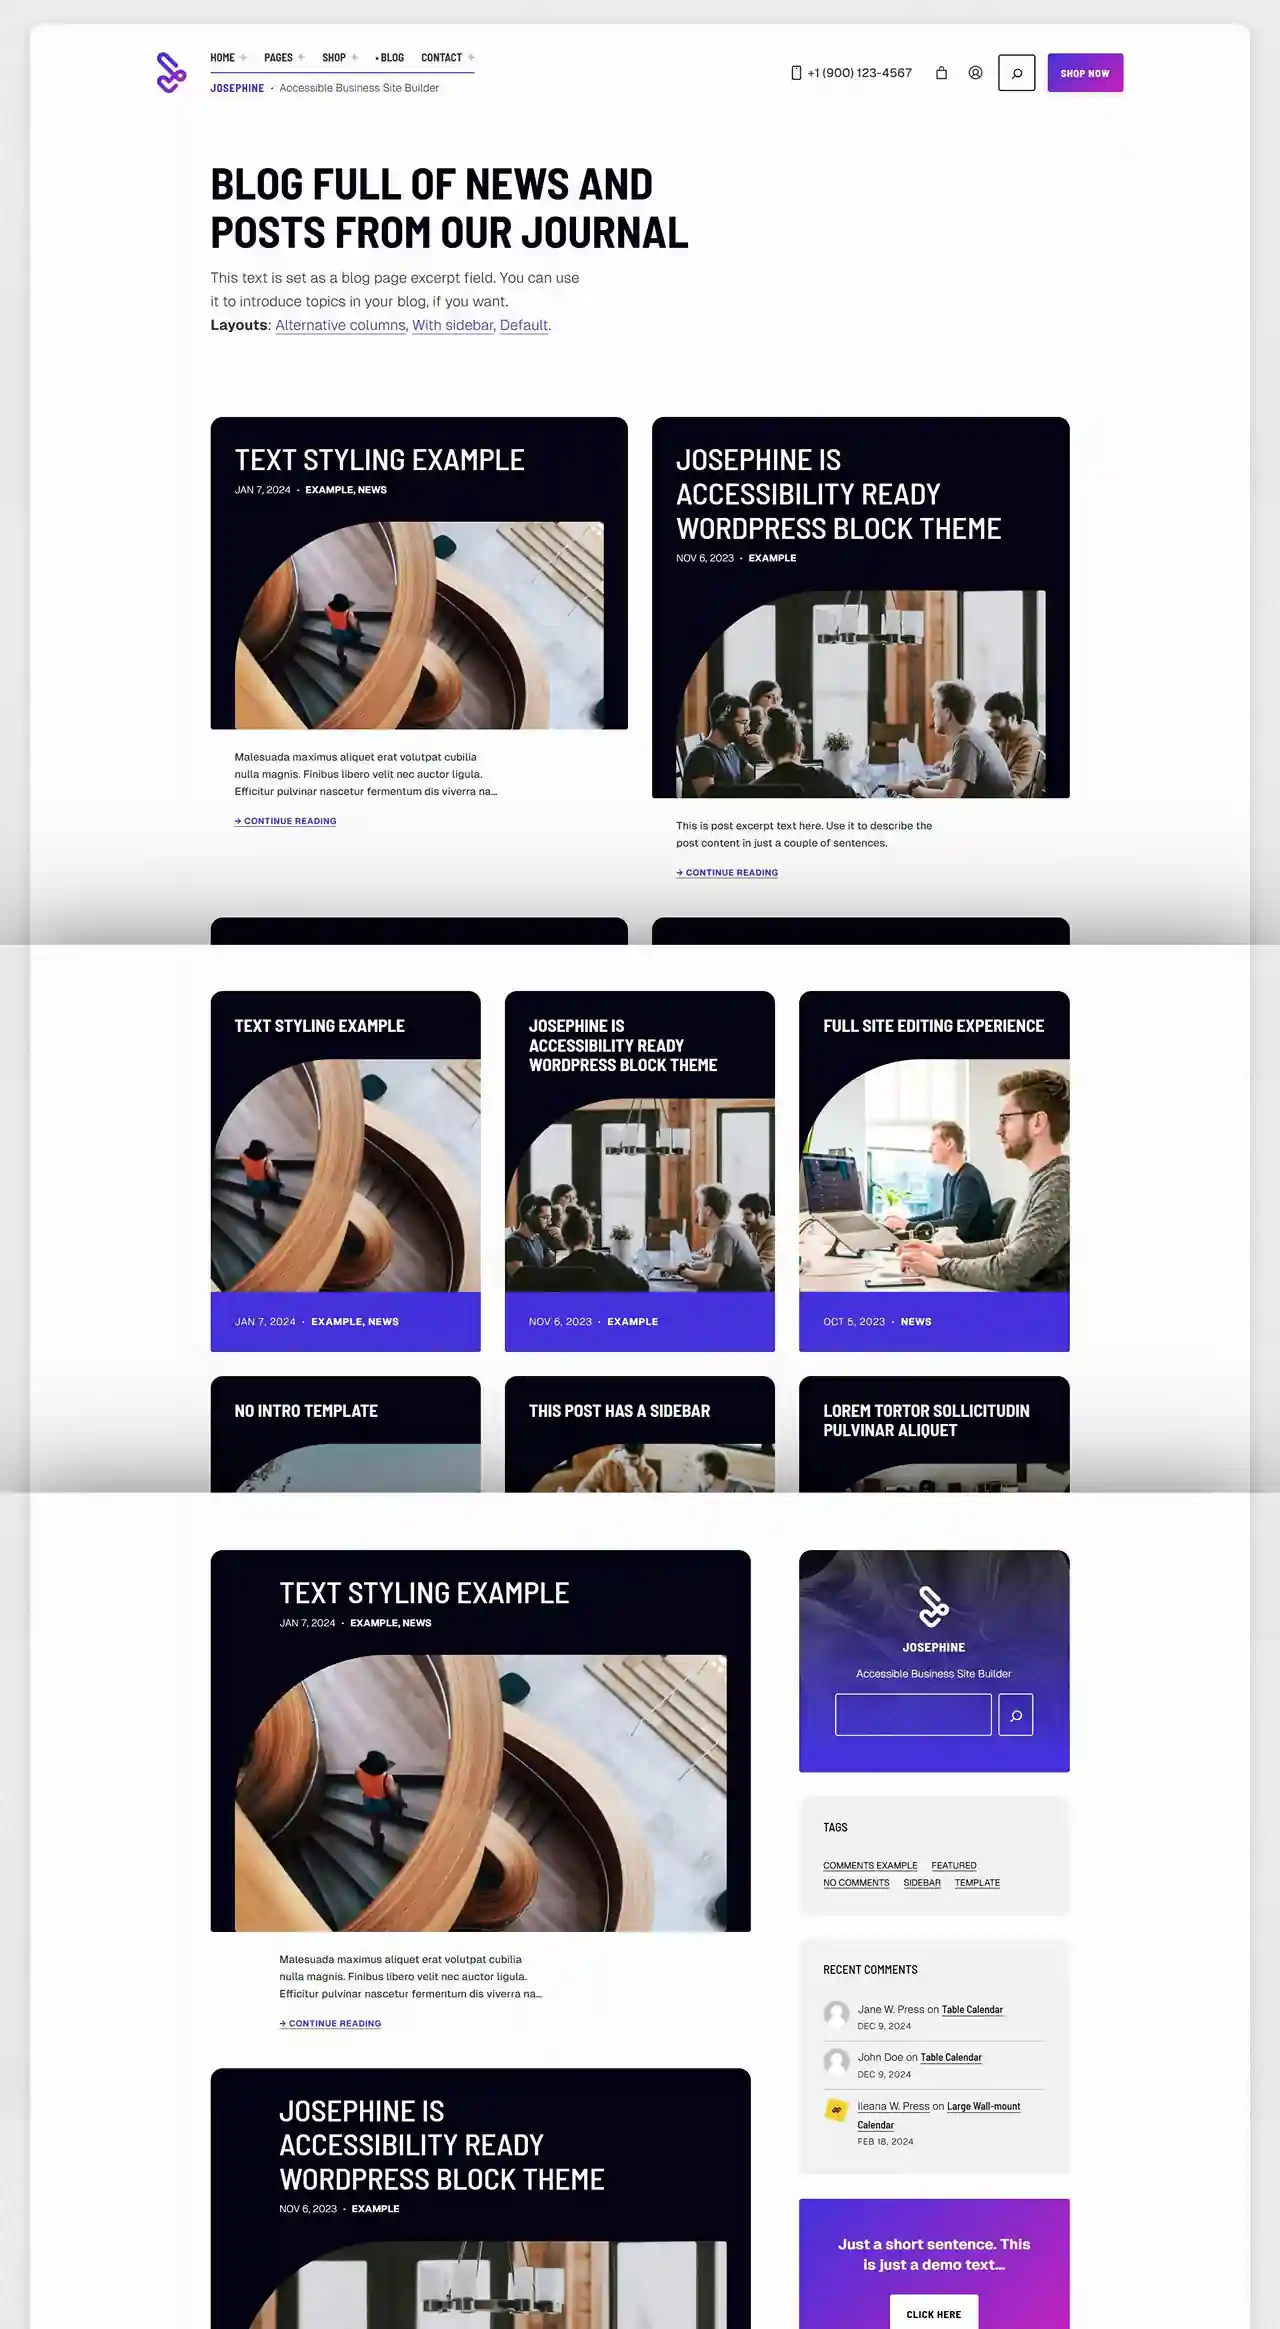 HOME + PAGES + SHOP + • BLOG CONTACT +
JOSEPHINE • Accessible Business Site Builder
+1 (900) 123-4567
SHOP NOW
BLOG FULL OF NEWS AND
POSTS FROM OUR JOURNAL
This text is set as a blog page excerpt field. You can use
it to introduce topics in your blog, if you want.
Layouts: Alternative columns, With sidebar, Default.
TEXT STYLING EXAMPLE
JAN 7, 2024 • EXAMPLE, NEWS
Malesuada maximus aliquet erat volutpat cubilia
nulla magnis. Finibus libero velit nec auctor ligula.
Efficitur pulvinar nascetur fermentum dis viverra na…
→ CONTINUE READING
JOSEPHINE IS
ACCESSIBILITY READY
WORDPRESS BLOCK THEME
NOV 6, 2023 • EXAMPLE
This is post excerpt text here. Use it to describe the
post content in just a couple of sentences.
→ CONTINUE READING
TEXT STYLING EXAMPLE
JAN 7, 2024 • EXAMPLE, NEWS
JOSEPHINE IS
ACCESSIBILITY READY
WORDPRESS BLOCK THEME
NOV 6, 2023 • EXAMPLE
FULL SITE EDITING EXPERIENCE
OCT 5, 2023 • NEWS
NO INTRO TEMPLATE
THIS POST HAS A SIDEBAR
LOREM TORTOR SOLLICITUDIN
PULVINAR ALIQUET
TEXT STYLING EXAMPLE
JAN 7, 2024 • EXAMPLE, NEWS
Malesuada maximus aliquet erat volutpat cubilia
nulla magnis. Finibus libero velit nec auctor ligula.
Efficitur pulvinar nascetur fermentum dis viverra na…
→ CONTINUE READING
JOSEPHINE IS
ACCESSIBILITY READY
WORDPRESS BLOCK THEME
NOV 6, 2023 • EXAMPLE
JOSEPHINE
Accessible Business Site Builder
TAGS
COMMENTS EXAMPLE FEATURED
NO COMMENTS SIDEBAR TEMPLATE
RECENT COMMENTS
Jane W. Press on Table Calendar
DEC 9, 2024
John Doe on Table Calendar
DEC 9, 2024
Ileana W. Press on Large Wall-mount
Calendar
FEB 18, 2024
Just a short sentence. This
is just a demo text…
CLICK HERE